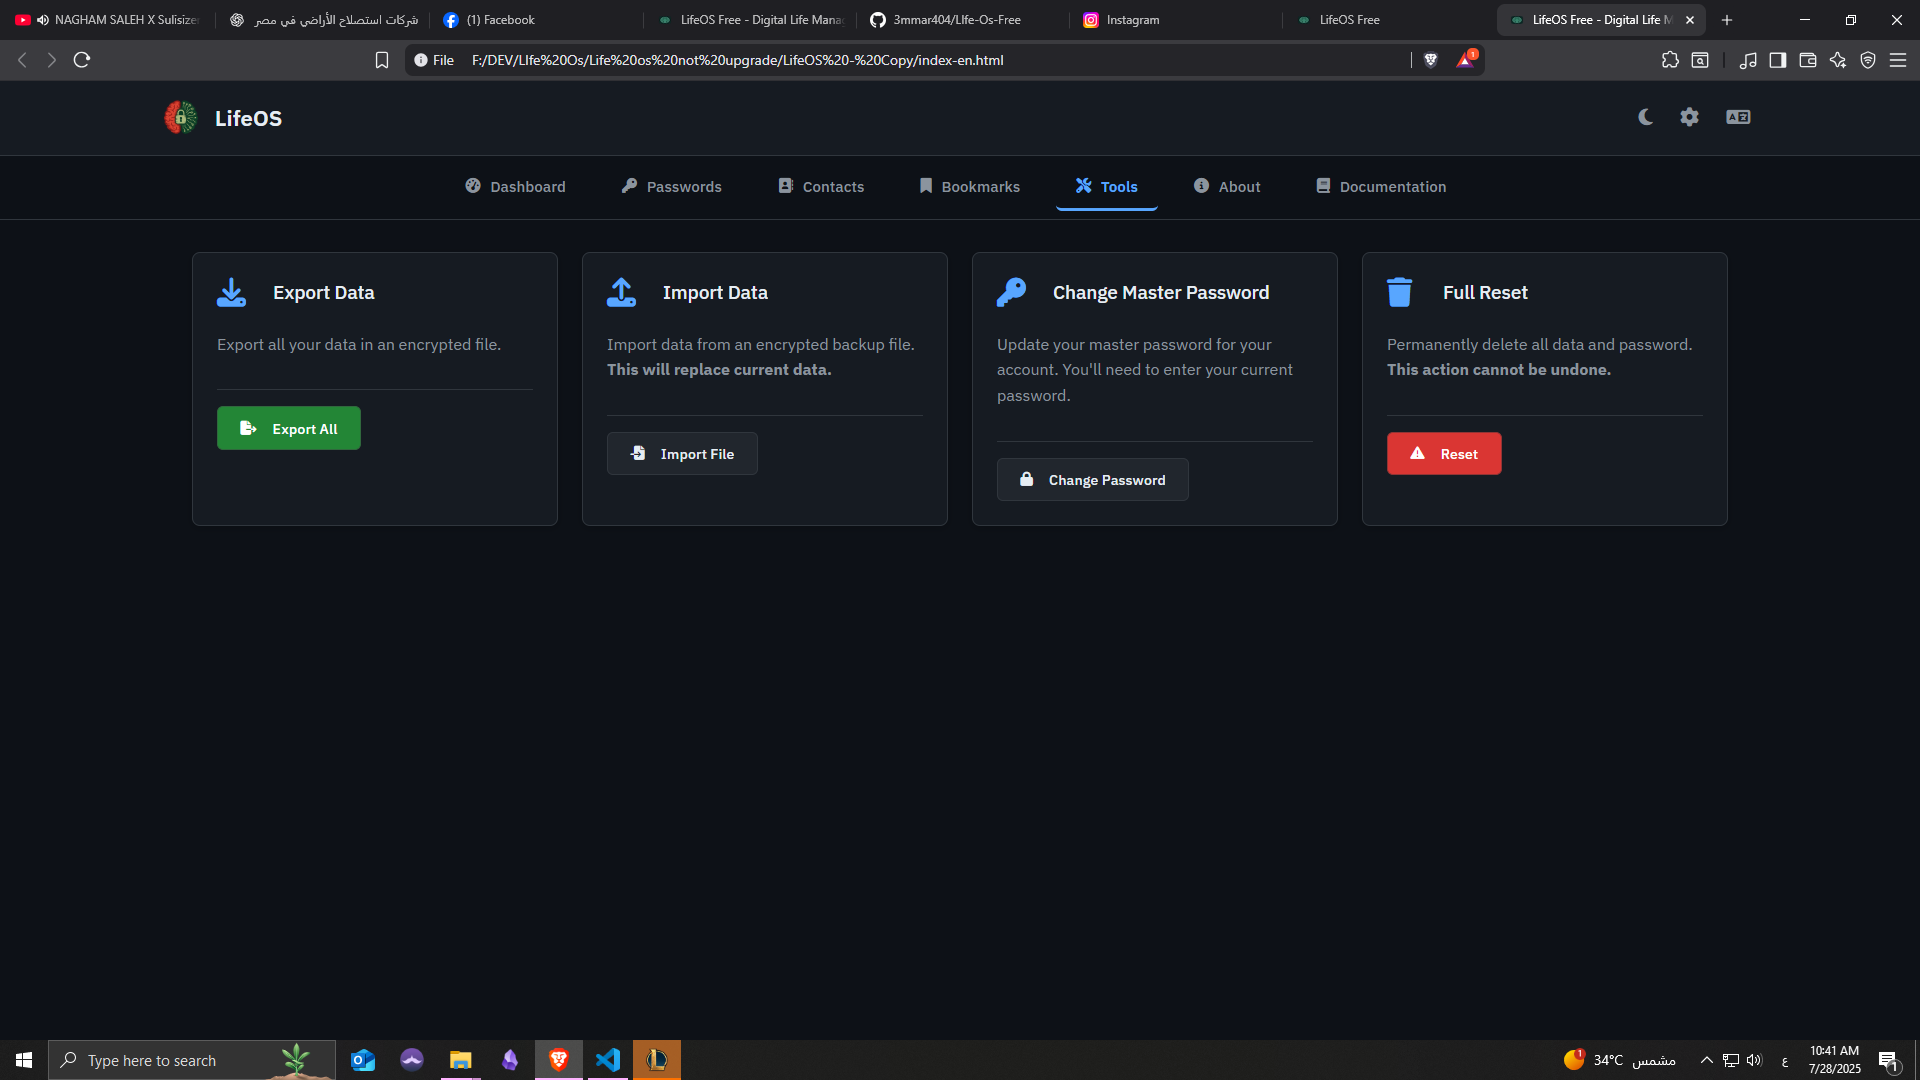 NAGHAM SALEH X Sulisizer
شركات استصلاح الأراضي في مصر
(1) Facebook
LifeOS Free - Digital Life Mana
3mmar404/LIfe-Os-Free
Instagram
LifeOS Free
LifeOS Free - Digital Life M
File
F:/DEV/LIfe%20Os/Life%20os%20not%20upgrade/LifeOS%20-%20Copy/index-en.html
1
LifeOS
Dashboard
Passwords
Contacts
Bookmarks
Tools
About
Documentation
Export Data
Export all your data in an encrypted file.
Export All
Import Data
Import data from an encrypted backup file.
This will replace current data.
Import File
Change Master Password
Update your master password for your
account. You'll need to enter your current
password.
Change Password
Full Reset
Permanently delete all data and password.
This action cannot be undone.
Reset
Type here to search
1
34°C مشمس
ع
10:41 AM
7/28/2025
1